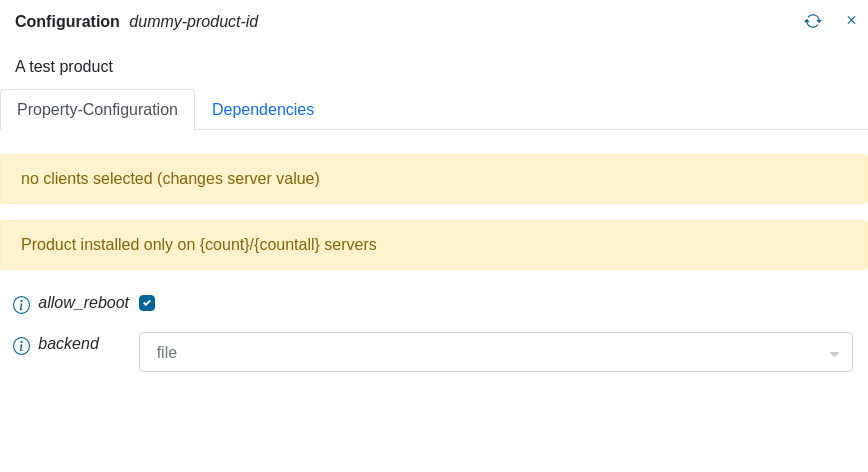 Configuration dummy-product-id
A test product
Property-Configuration Dependencies
no clients selected (changes server value)
Product installed only on {count}/{countall} servers
allow_reboot
backend file